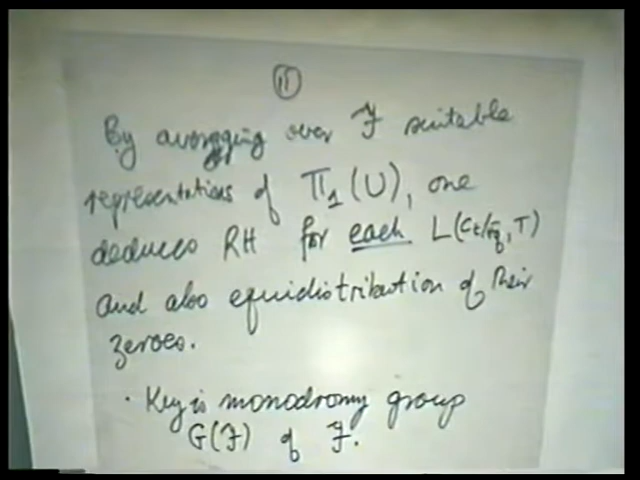 11
By averaging over F suitable
representations of π₁(U), one
deduces RH for each L(Ct/F̄q, T)
and also equidistribution of their
zeroes.
· Key is monodromy group
G(F) of F.